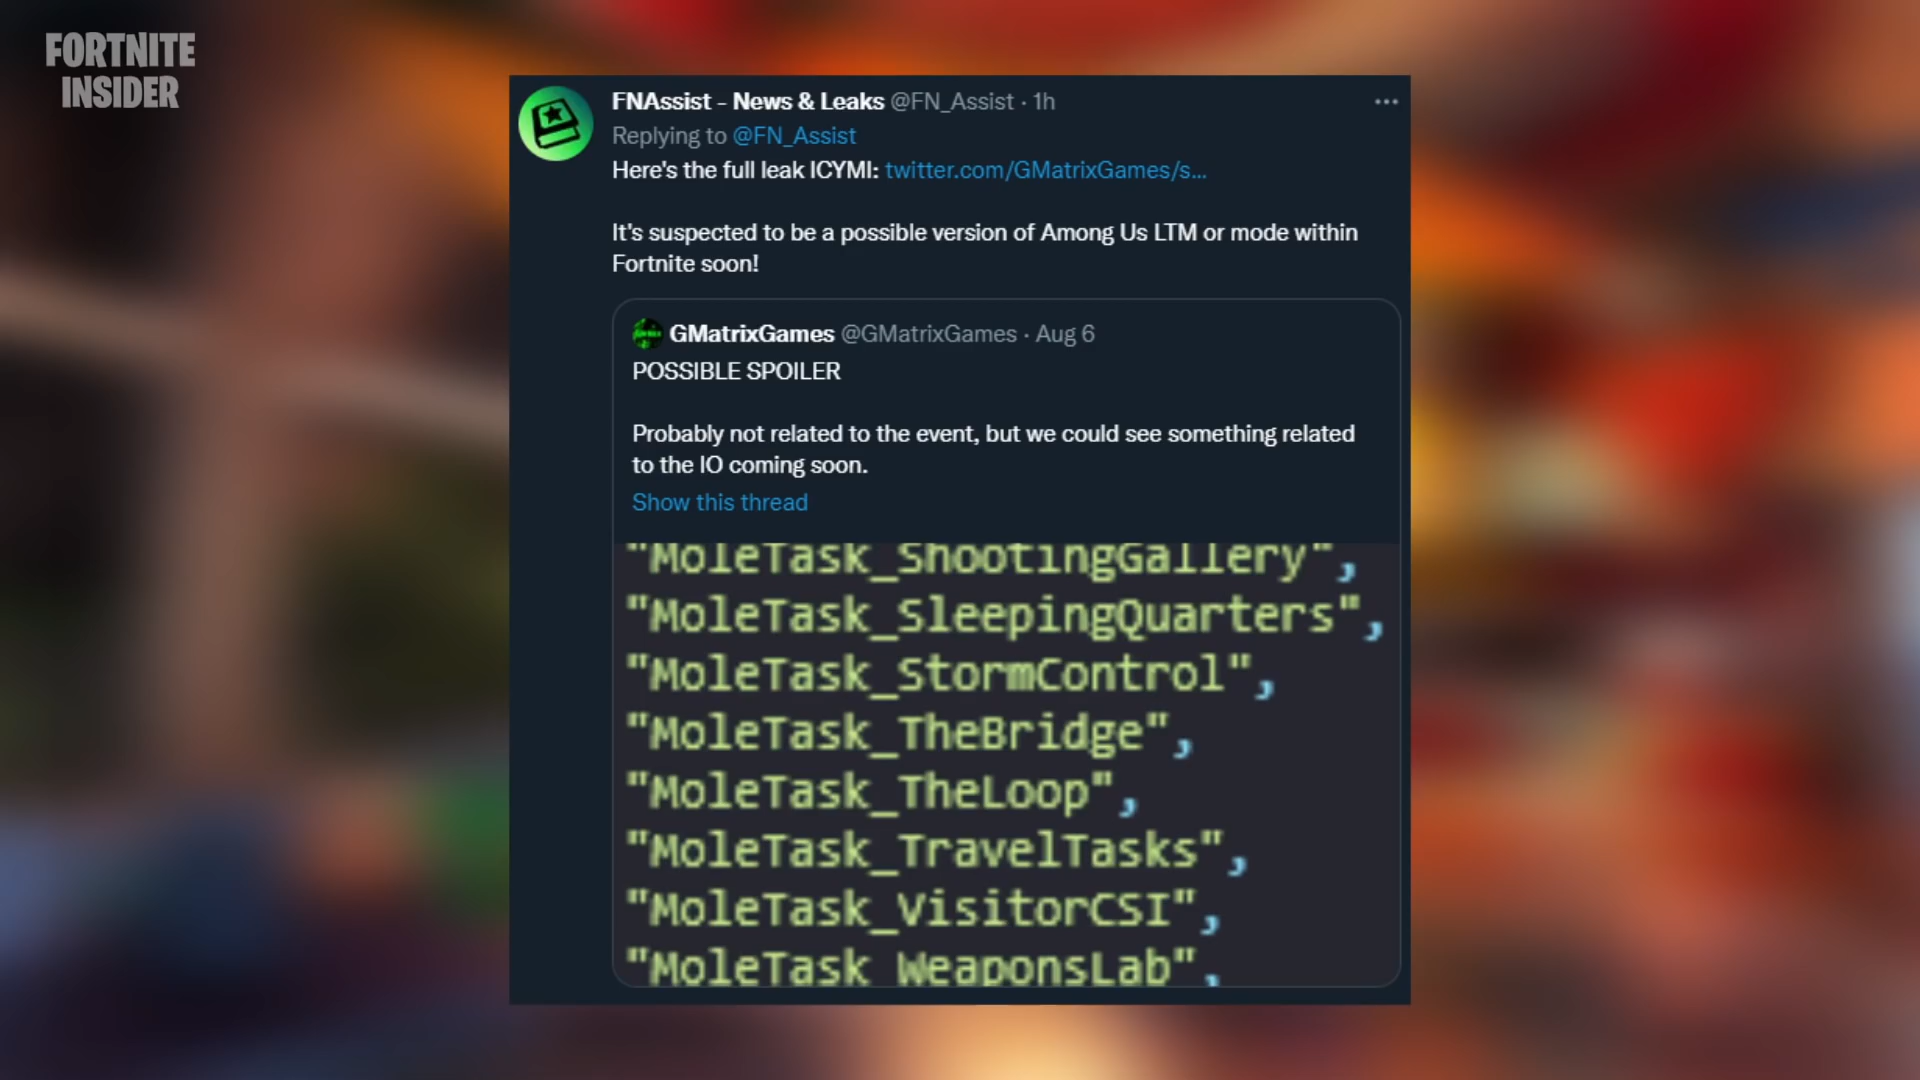 FORTNITE
INSIDER
FNAssist - News & Leaks @FN_Assist · 1h
Replying to @FN_Assist
Here's the full leak ICYMI: twitter.com/GMatrixGames/s...
It's suspected to be a possible version of Among Us LTM or mode within
Fortnite soon!
GMatrixGames @GMatrixGames · Aug 6
POSSIBLE SPOILER
Probably not related to the event, but we could see something related
to the IO coming soon.
Show this thread
"MoleTask_ShootingGallery",
"MoleTask_SleepingQuarters",
"MoleTask_StormControl",
"MoleTask_TheBridge",
"MoleTask_TheLoop",
"MoleTask_TravelTasks",
"MoleTask_VisitorCSI",
"MoleTask_WeaponsLab",